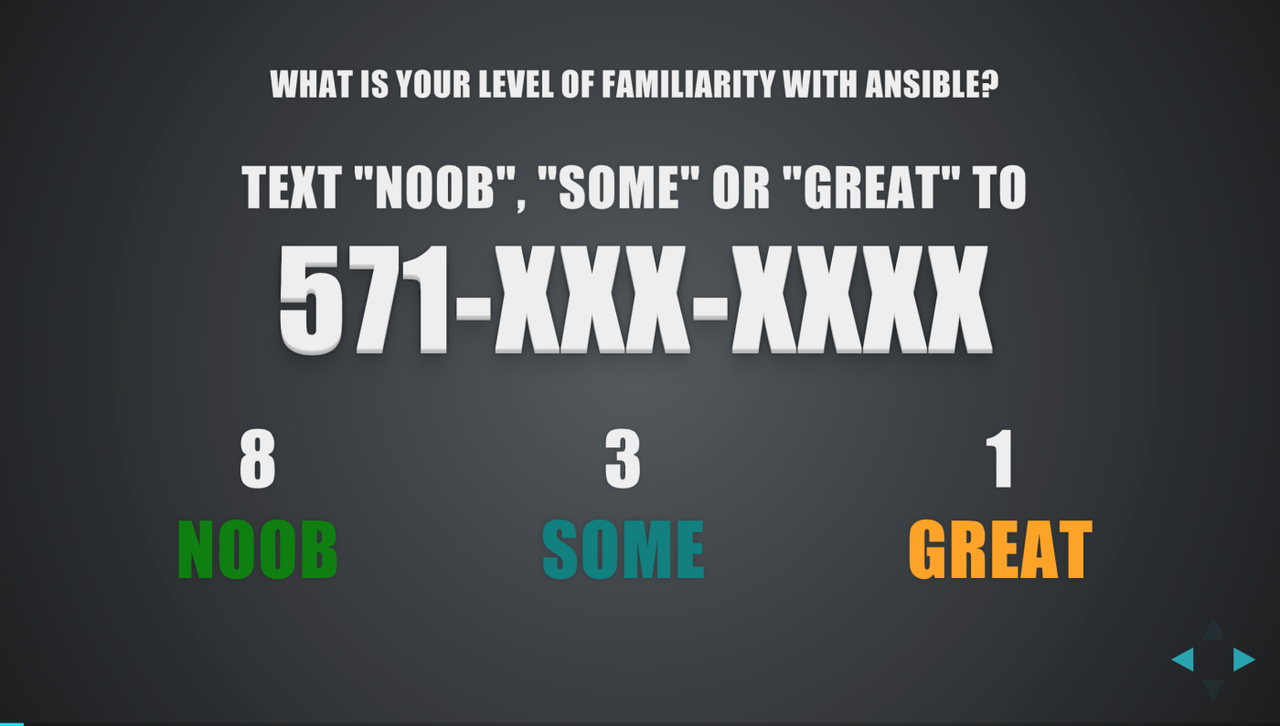 WHAT IS YOUR LEVEL OF FAMILIARITY WITH ANSIBLE?
TEXT "NOOB", "SOME" OR "GREAT" TO
571-XXX-XXXX
8 3 1
NOOB SOME GREAT